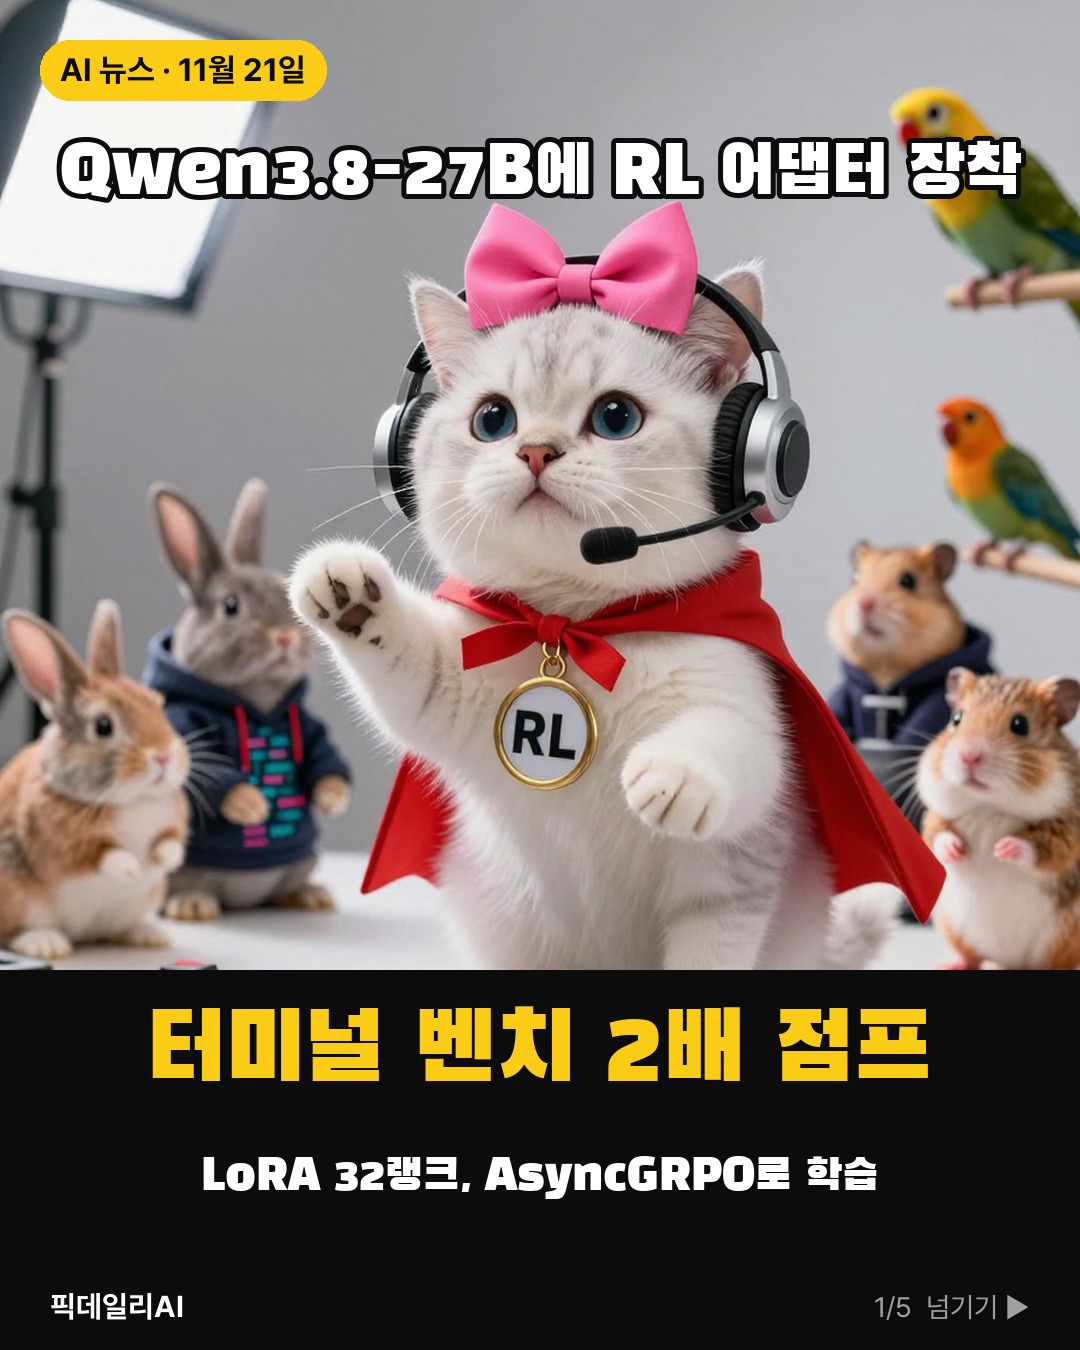 AI 뉴스 · 11월 21일
Qwen3.8-27B에 RL 어댑터 장착
RL
터미널 벤치 2배 점프
LoRA 32랭크, AsyncGRPO로 학습
픽데일리AI
1/5 넘기기 ▶